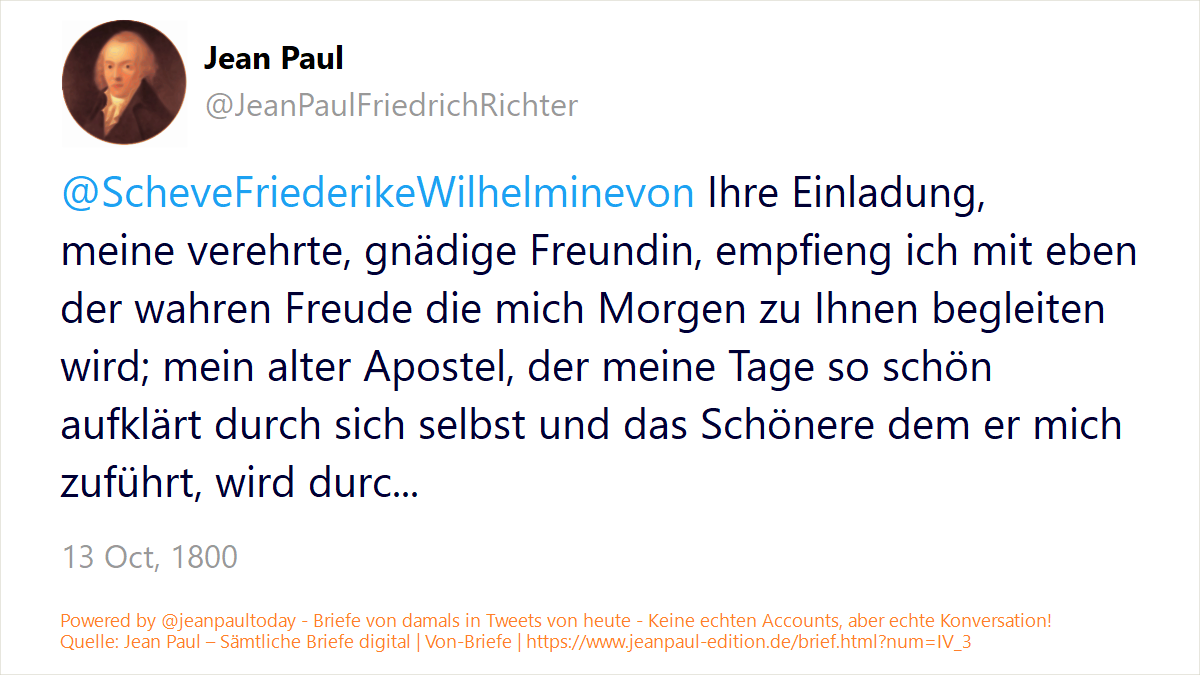 Jean Paul
@JeanPaulFriedrichRichter
@ScheveFriederikeWilhelminevon Ihre Einladung,
meine verehrte, gnädige Freundin, empfieng ich mit eben
der wahren Freude die mich Morgen zu Ihnen begleiten
wird; mein alter Apostel, der meine Tage so schön
aufklärt durch sich selbst und das Schönere dem er mich
zuführt, wird durc...
13 Oct, 1800
Powered by @jeanpaultoday - Briefe von damals in Tweets von heute - Keine echten Accounts, aber echte Konversation!
Quelle: Jean Paul – Sämtliche Briefe digital | Von-Briefe | https://www.jeanpaul-edition.de/brief.html?num=IV_3